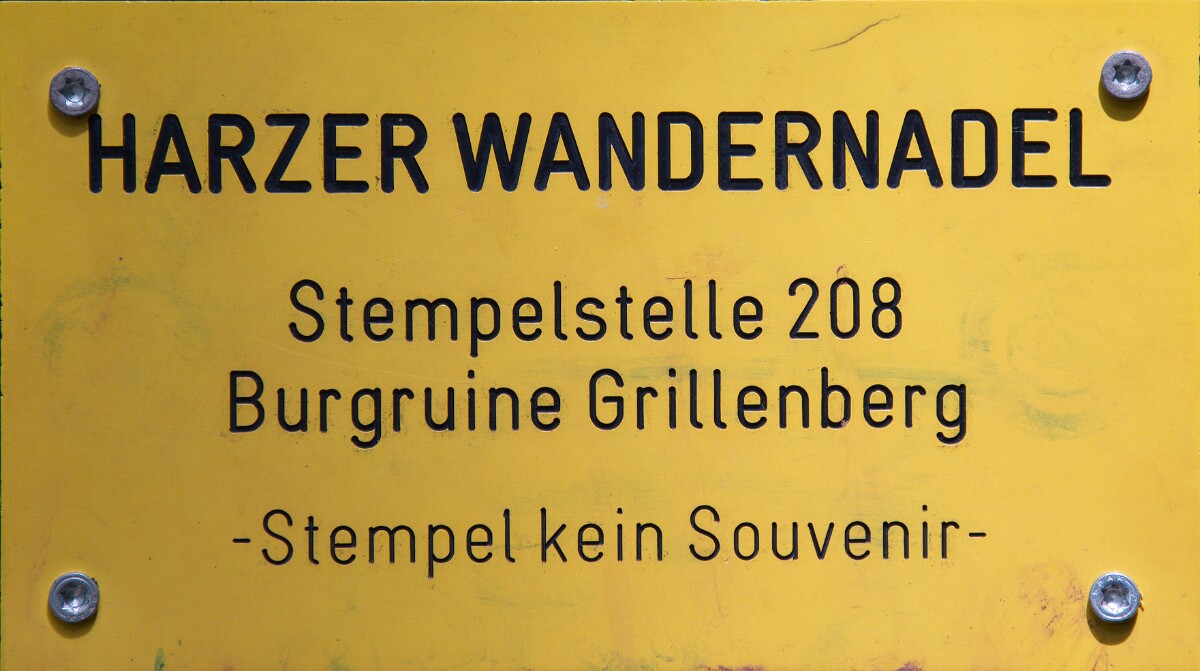 HARZER WANDERNADEL
Stempelstelle 208
Burgruine Grillenberg
-Stempel kein Souvenir-